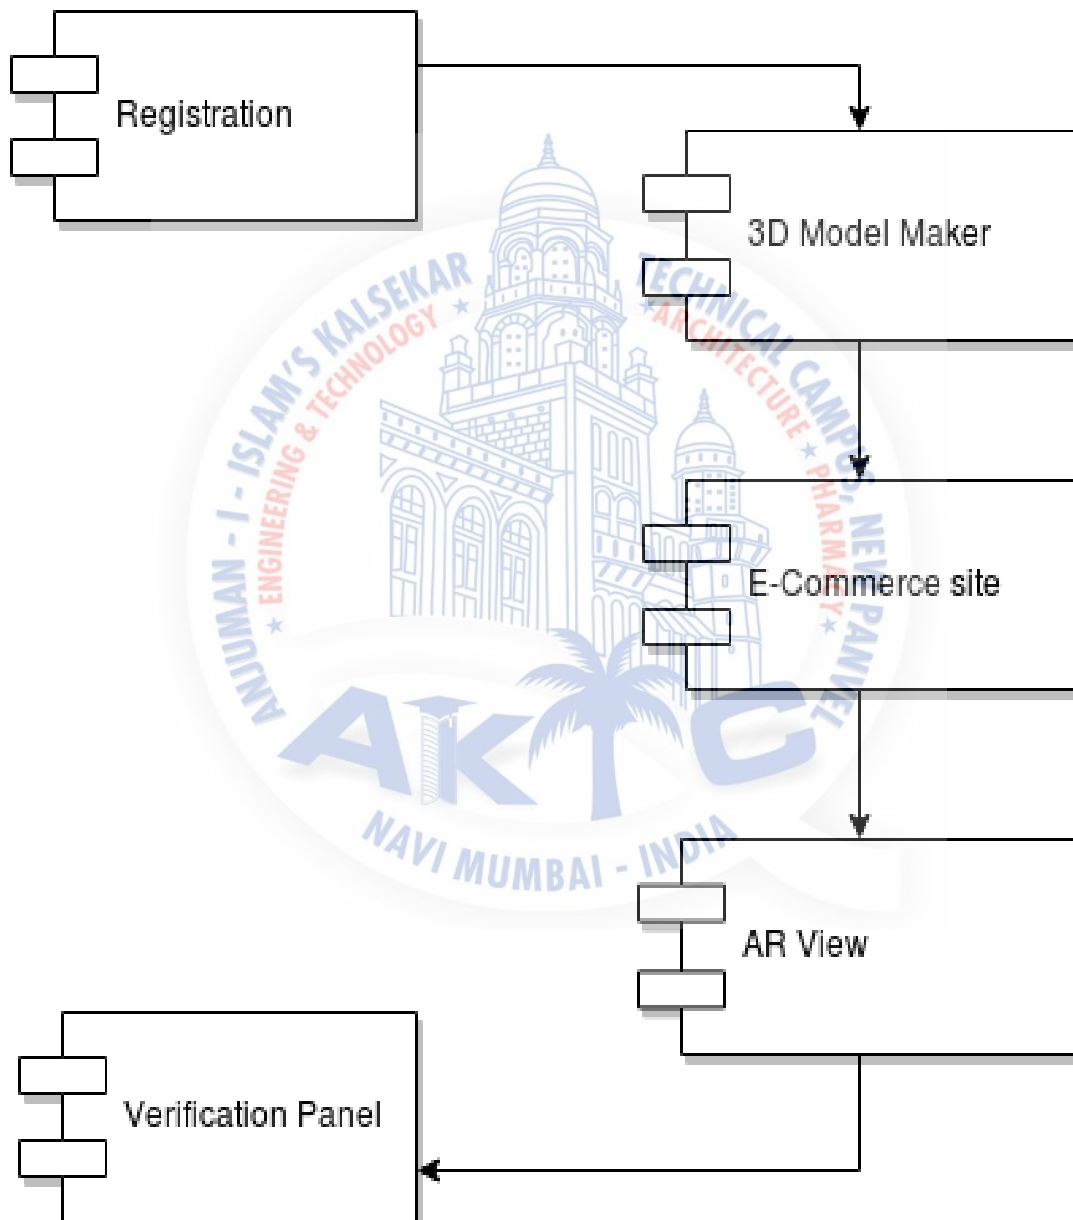 Registration
3D Model Maker
ANJUMAN - I - ISLAM'S KALSEKAR TECHNICAL CAMPUS, NEW PANVEL
★ ENGINEERING & TECHNOLOGY ★ ARCHITECTURE ★ PHARMACY ★
E-Commerce site
AKTC
NAVI MUMBAI - INDIA
AR View
Verification Panel